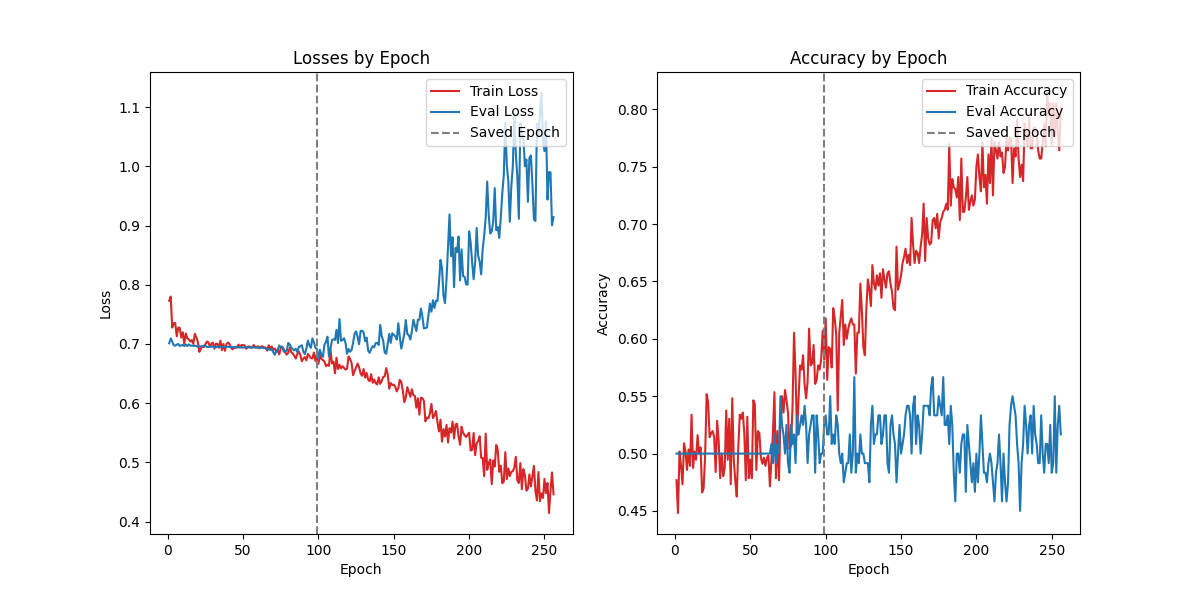 Losses by Epoch
Train Loss
Eval Loss
Saved Epoch
1.1
1.0
0.9
0.8
0.7
0.6
0.5
0.4
Loss
0
50
100
150
200
250
Epoch
Accuracy by Epoch
Train Accuracy
Eval Accuracy
Saved Epoch
0.80
0.75
0.70
0.65
0.60
0.55
0.50
0.45
Accuracy
0
50
100
150
200
250
Epoch